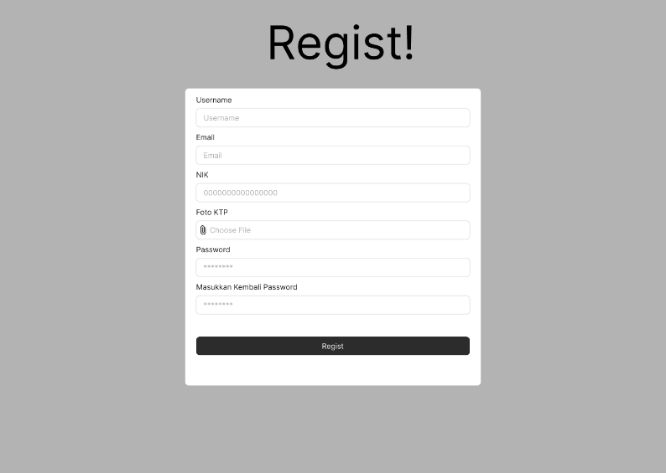 Regist!
Username
Username
Email
Email
NIK
0000000000000000
Foto KTP
Choose File
Password
********
Masukkan Kembali Password
********
Regist